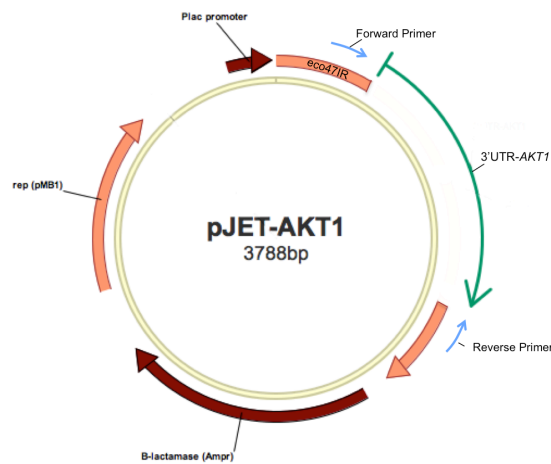 Plac promoter
Forward Primer
eco47IR
3'UTR-AKT1
rep (pMB1)
pJET-AKT1
3788bp
Reverse Primer
B-lactamase (Ampr)